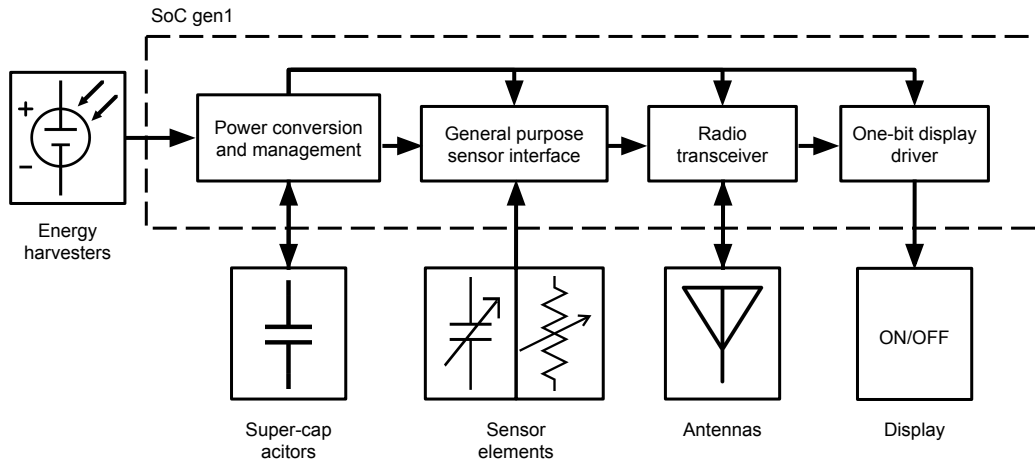 SoC gen1
+
−
Power conversion
and management
General purpose
sensor interface
Radio
transceiver
One-bit display
driver
Energy
harvesters
ON/OFF
Super-cap
acitors
Sensor
elements
Antennas
Display